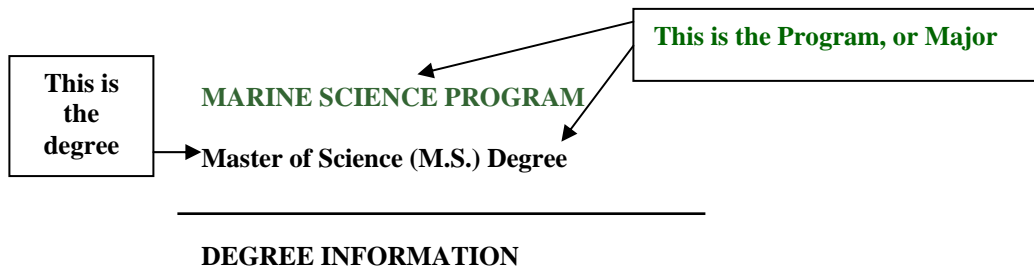 This is the Program, or Major
This is
the
degree
MARINE SCIENCE PROGRAM
Master of Science (M.S.) Degree
DEGREE INFORMATION